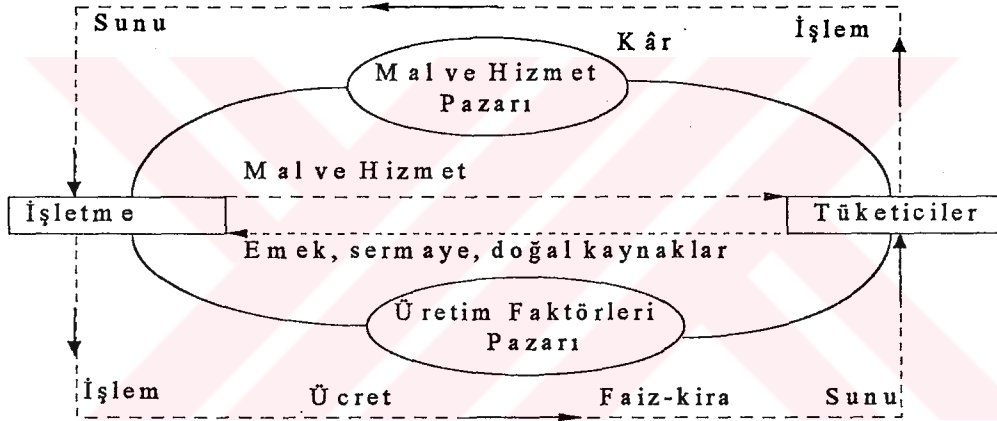 Sunu
Kâr
İşlem
Mal ve Hizmet
Pazarı
Mal ve Hizmet
İşletme
Tüketiciler
Emek, sermaye, doğal kaynaklar
Üretim Faktörleri
Pazarı
İşlem
Ücret
Faiz-kira
Sunu